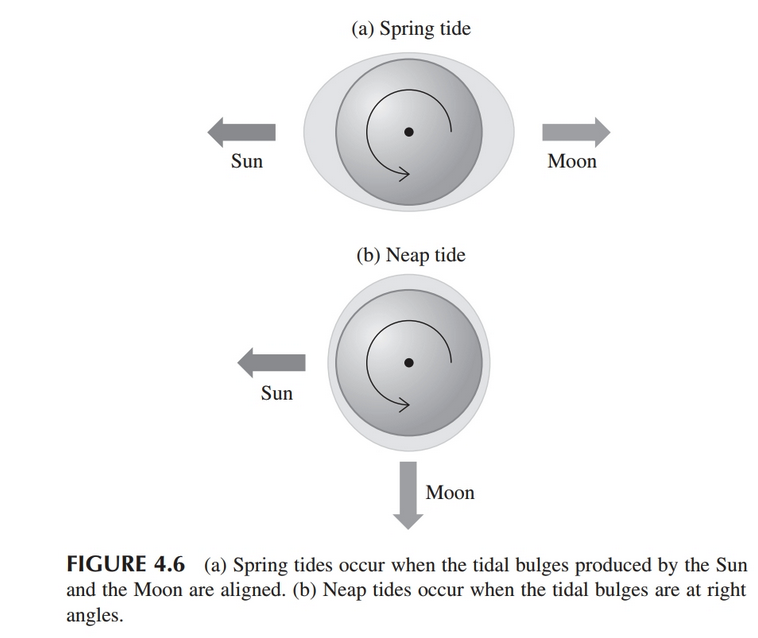 (a) Spring tide
Sun
Moon
(b) Neap tide
Sun
Moon
FIGURE 4.6 (a) Spring tides occur when the tidal bulges produced by the Sun
and the Moon are aligned. (b) Neap tides occur when the tidal bulges are at right
angles.